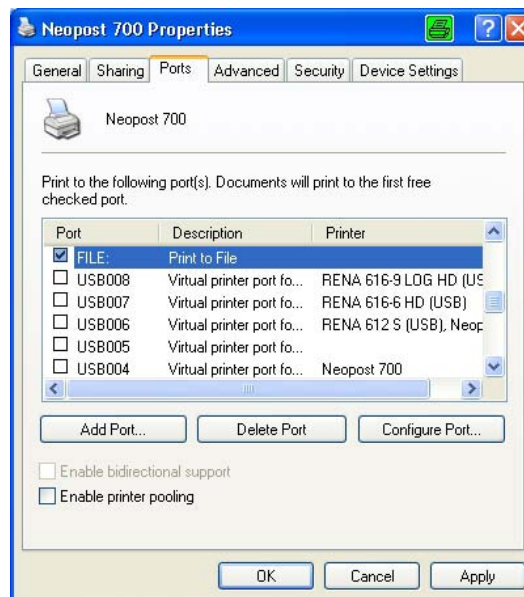 Neopost 700 Properties
General Sharing Ports Advanced Security Device Settings
Neopost 700
Print to the following port(s). Documents will print to the first free
checked port.
Port Description Printer
FILE: Print to File
USB008 Virtual printer port fo... RENA 616-9 LOG HD (US
USB007 Virtual printer port fo... RENA 616-6 HD (USB)
USB006 Virtual printer port fo... RENA 612 S (USB), Neop
USB005 Virtual printer port fo...
USB004 Virtual printer port fo... Neopost 700
Add Port... Delete Port Configure Port...
Enable bidirectional support
Enable printer pooling
OK Cancel Apply